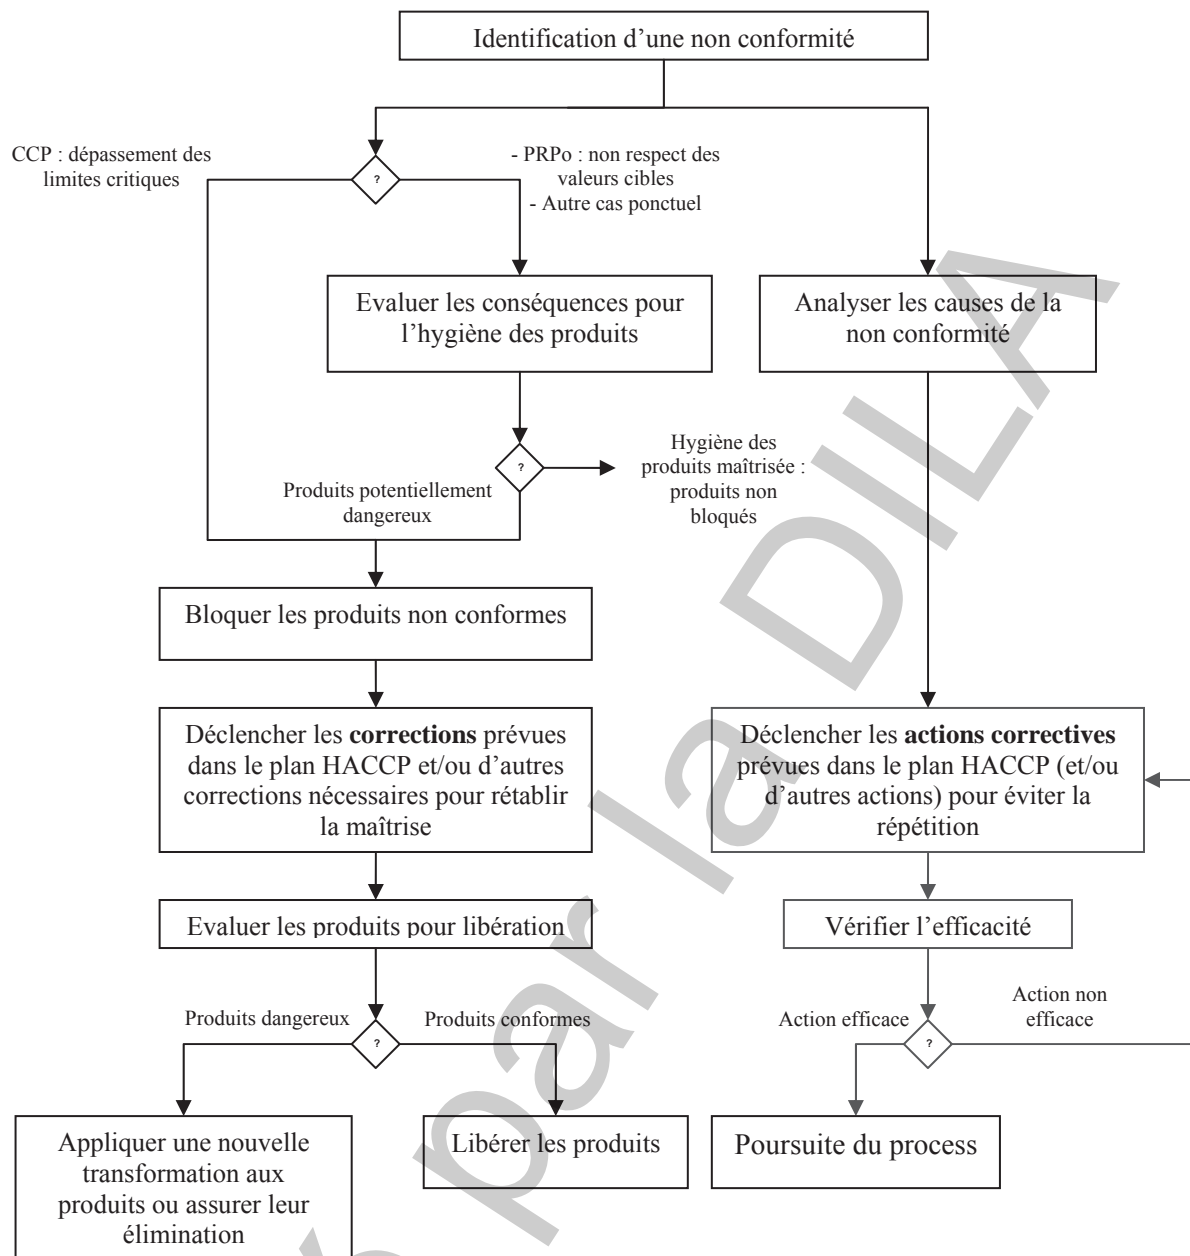 Identification d’une non conformité
CCP : dépassement des
limites critiques
?
- PRPo : non respect des
valeurs cibles
- Autre cas ponctuel
Evaluer les conséquences pour
l’hygiène des produits
Analyser les causes de la
non conformité
?
Hygiène des
produits maîtrisée :
produits non
bloqués
Produits potentiellement
dangereux
Bloquer les produits non conformes
Déclencher les corrections prévues
dans le plan HACCP et/ou d’autres
corrections nécessaires pour rétablir
la maîtrise
Déclencher les actions correctives
prévues dans le plan HACCP (et/ou
d’autres actions) pour éviter la
répétition
Evaluer les produits pour libération
Vérifier l’efficacité
Produits dangereux
?
Produits conformes
Action efficace
?
Action non
efficace
Appliquer une nouvelle
transformation aux
produits ou assurer leur
élimination
Libérer les produits
Poursuite du process
par la DILA